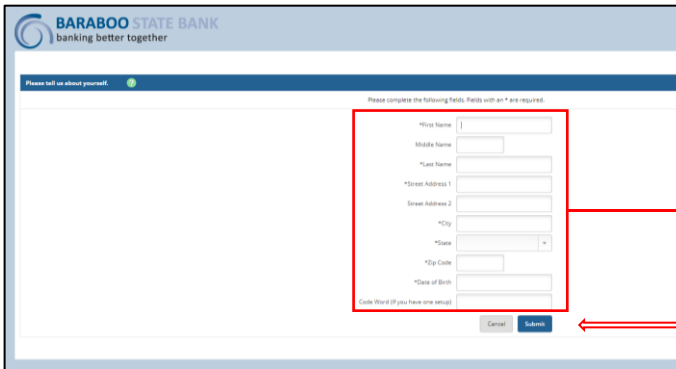 BARABOO STATE BANK
banking better together
Please tell us about yourself. ?
Please complete the following fields. Fields with an * are required.
*First Name
Middle Name
*Last Name
*Street Address 1
Street Address 2
*City
*State
*Zip Code
*Date of Birth
Code Word (If you have one setup)
Cancel Submit